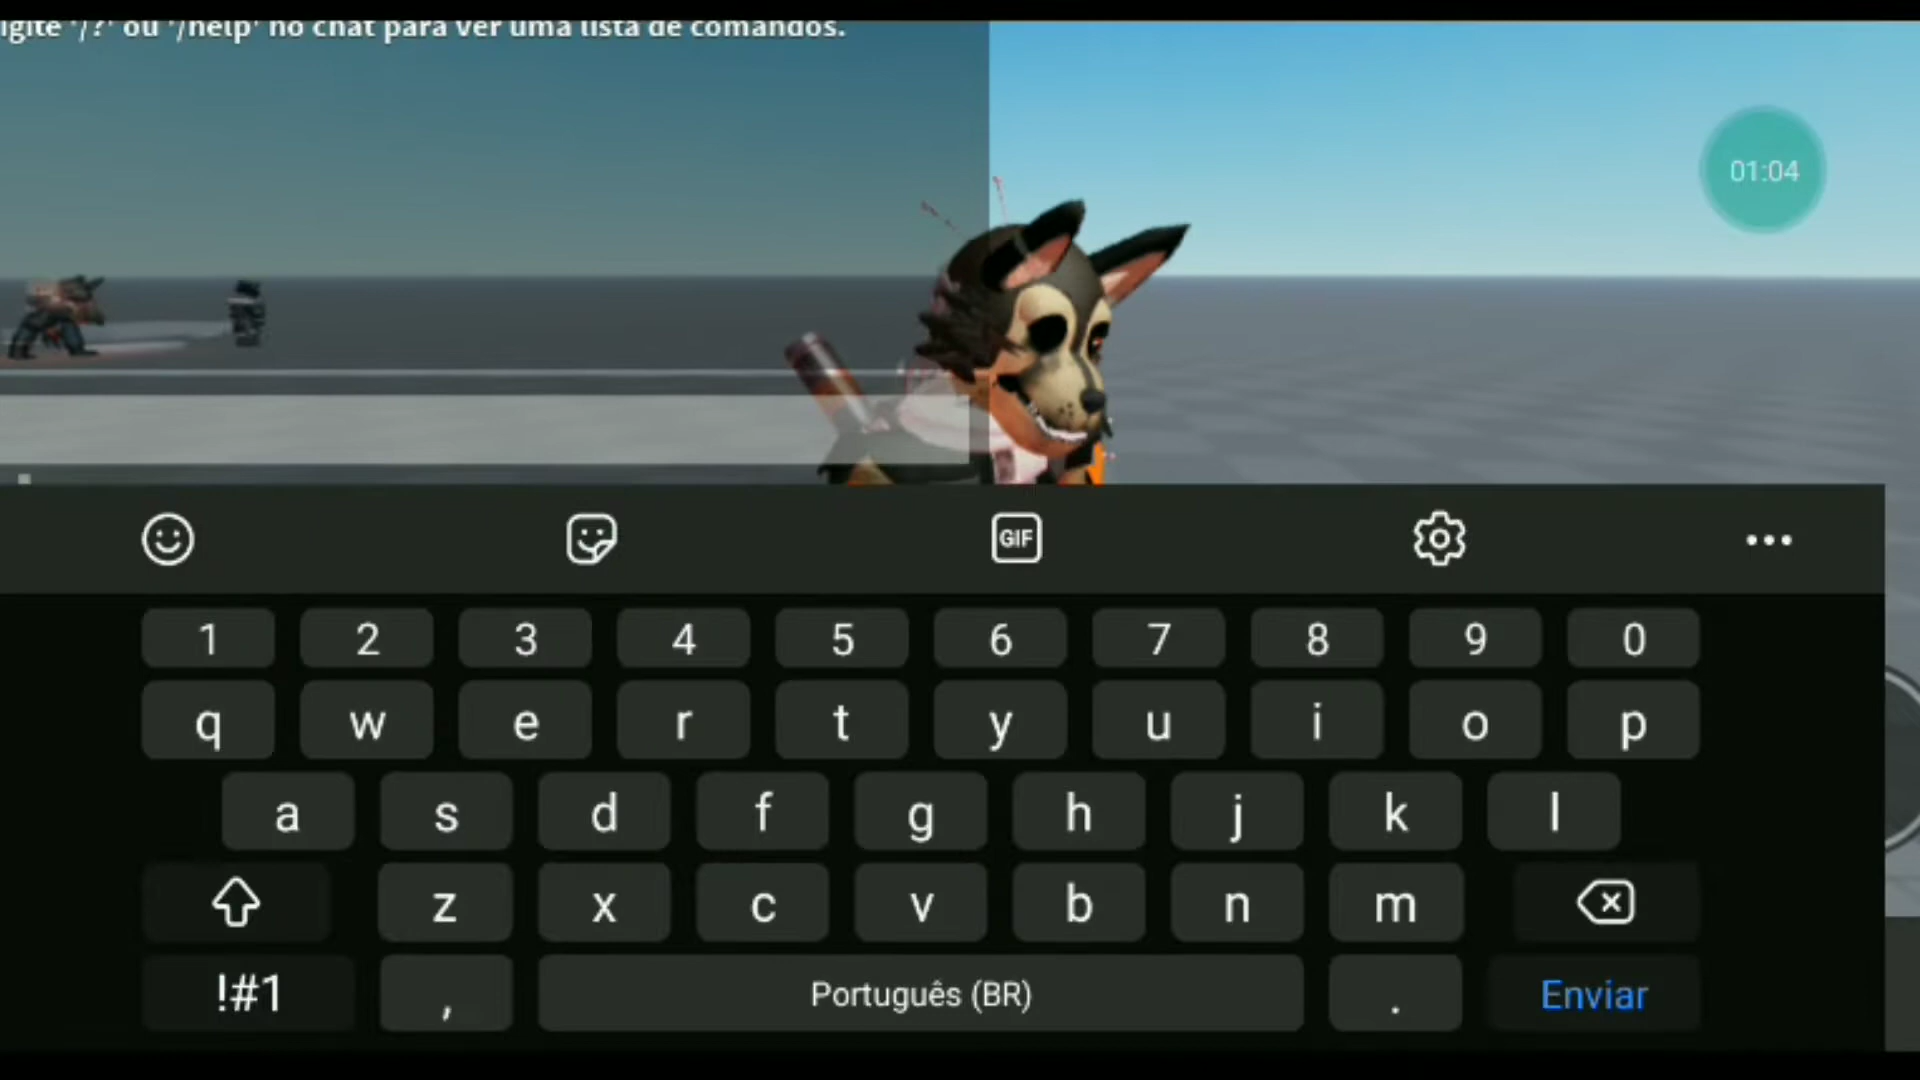 igite '/?' ou '/help' no chat para ver uma lista de comandos.
01:04
GIF
1 2 3 4 5 6 7 8 9 0
q w e r t y u i o p
a s d f g h j k l
z x c v b n m
!#1 , Português (BR) . Enviar